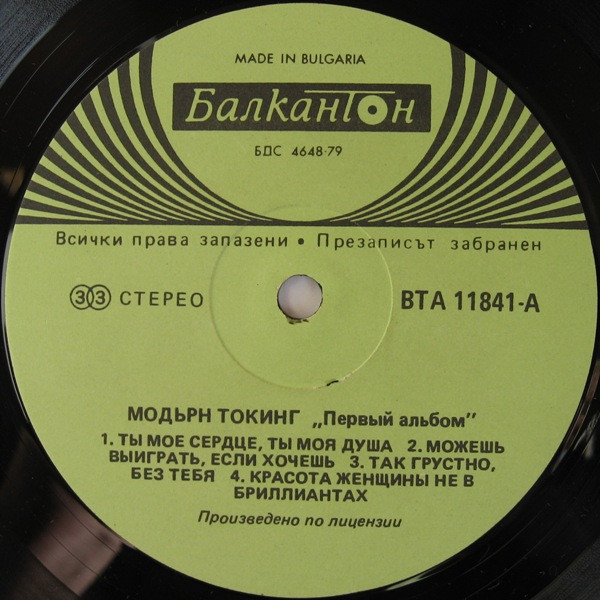 MADE IN BULGARIA
Балкантон
БДС 4648-79
Всички права запазени • Презаписът забранен
33 СТЕРЕО
ВТА 11841-А
МОДЬРН ТОКИНГ „Первый альбом"
1. ТЫ МОЕ СЕРДЦЕ, ТЫ МОЯ ДУША 2. МОЖЕШЬ
ВЫИГРАТЬ, ЕСЛИ ХОЧЕШЬ 3. ТАК ГРУСТНО,
БЕЗ ТЕБЯ 4. КРАСОТА ЖЕНЩИНЫ НЕ В
БРИЛЛИАНТАХ
Произведено по лицензии